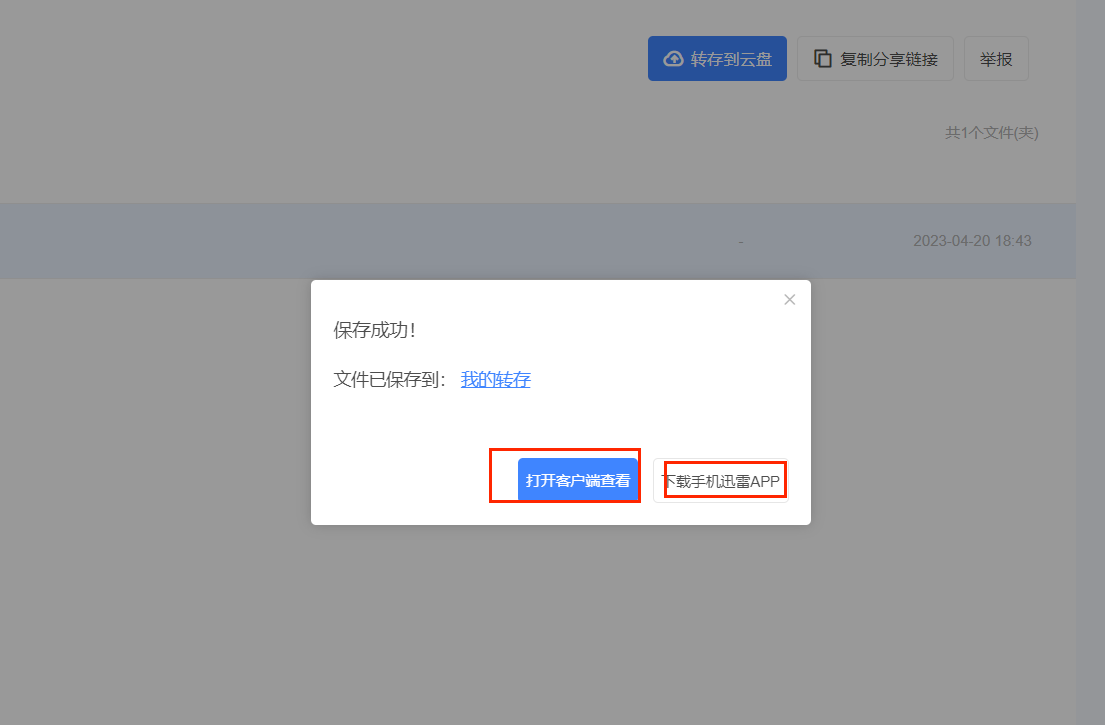 转存到云盘 复制分享链接 举报
共1个文件(夹)
- 2023-04-20 18:43
保存成功！
文件已保存到： 我的转存
打开客户端查看 下载手机迅雷APP